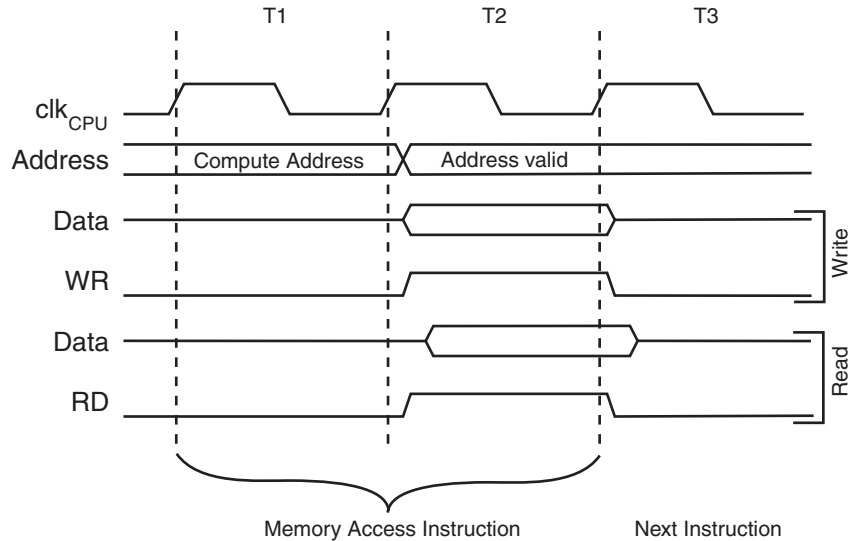 T1 T2 T3
clkCPU
Address Compute Address Address valid
Data
WR
Write
Data
RD
Read
Memory Access Instruction Next Instruction